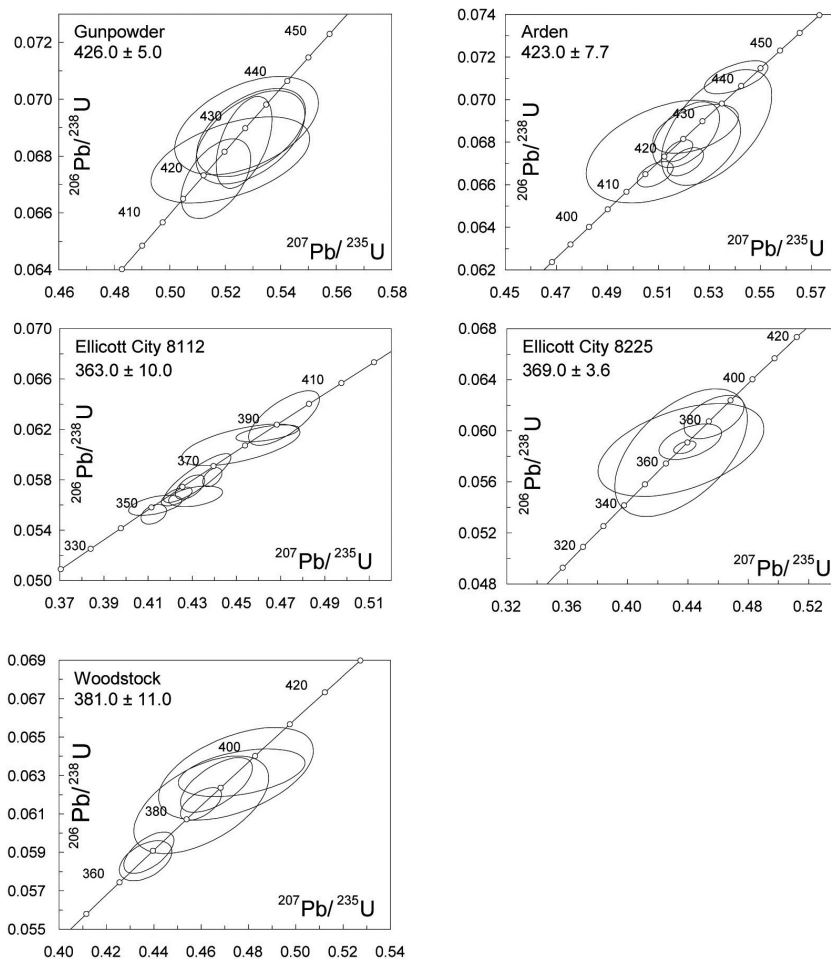 Gunpowder
426.0 ± 5.0
0.072
0.070
0.068
0.066
0.064
206Pb/238U
450
440
430
420
410
207Pb/ 235U
0.46 0.48 0.50 0.52 0.54 0.56 0.58
Arden
423.0 ± 7.7
0.074
0.072
0.070
0.068
0.066
0.064
0.062
206Pb/238U
450
440
430
420
410
400
207Pb/ 235U
0.45 0.47 0.49 0.51 0.53 0.55 0.57
Ellicott City 8112
363.0 ± 10.0
0.070
0.066
0.062
0.058
0.054
0.050
206Pb/238U
410
390
370
350
330
207Pb/ 235U
0.37 0.39 0.41 0.43 0.45 0.47 0.49 0.51
Ellicott City 8225
369.0 ± 3.6
0.068
0.064
0.060
0.056
0.052
0.048
206Pb/238U
420
400
380
360
340
320
207Pb/ 235U
0.32 0.36 0.40 0.44 0.48 0.52
Woodstock
381.0 ± 11.0
0.069
0.067
0.065
0.063
0.061
0.059
0.057
0.055
206Pb/238U
420
400
380
360
207Pb/ 235U
0.40 0.42 0.44 0.46 0.48 0.50 0.52 0.54